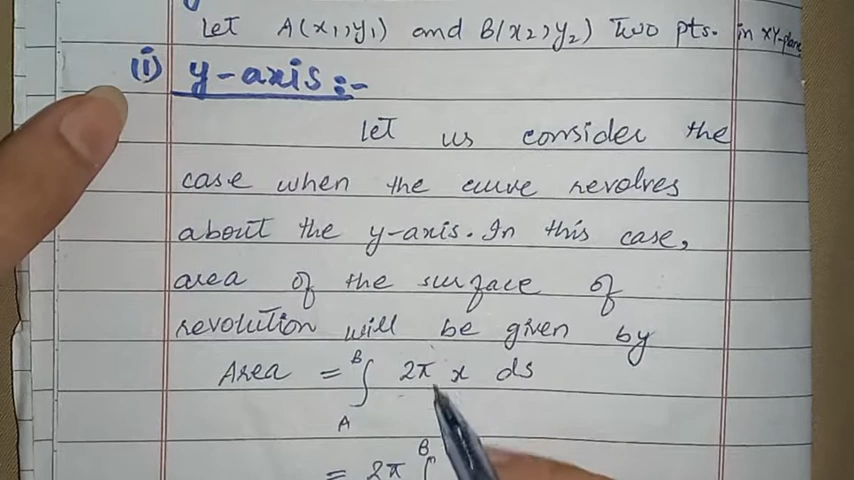 Let A(x₁,y₁) and B(x₂,y₂) Two pts. in XY-plane
(i) y-axis:-
Let us consider the
case when the curve revolves
about the y-axis. In this case,
area of the surface of
revolution will be given by
Area = ∫_A^B 2π x ds
= 2π ∫^B